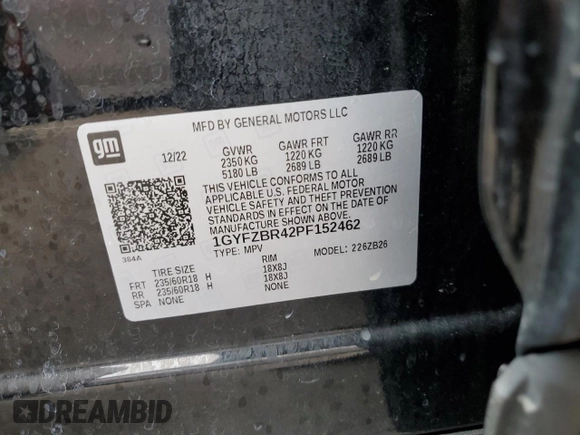 MFD BY GENERAL MOTORS LLC
gm
12/22 GVWR GAWR FRT GAWR RR
2350 KG 1220 KG 1220 KG
5180 LB 2689 LB 2689 LB
THIS VEHICLE CONFORMS TO ALL
APPLICABLE U.S. FEDERAL MOTOR
VEHICLE SAFETY AND THEFT PREVENTION
STANDARDS IN EFFECT ON THE DATE OF
MANUFACTURE SHOWN ABOVE.
1GYFZBR42PF152462
384A
TYPE: MPV MODEL: 226ZB26
TIRE SIZE RIM
FRT 235/60R18 H 18X8J
RR 235/60R18 H 18X8J
SPA NONE NONE
DREAMBID